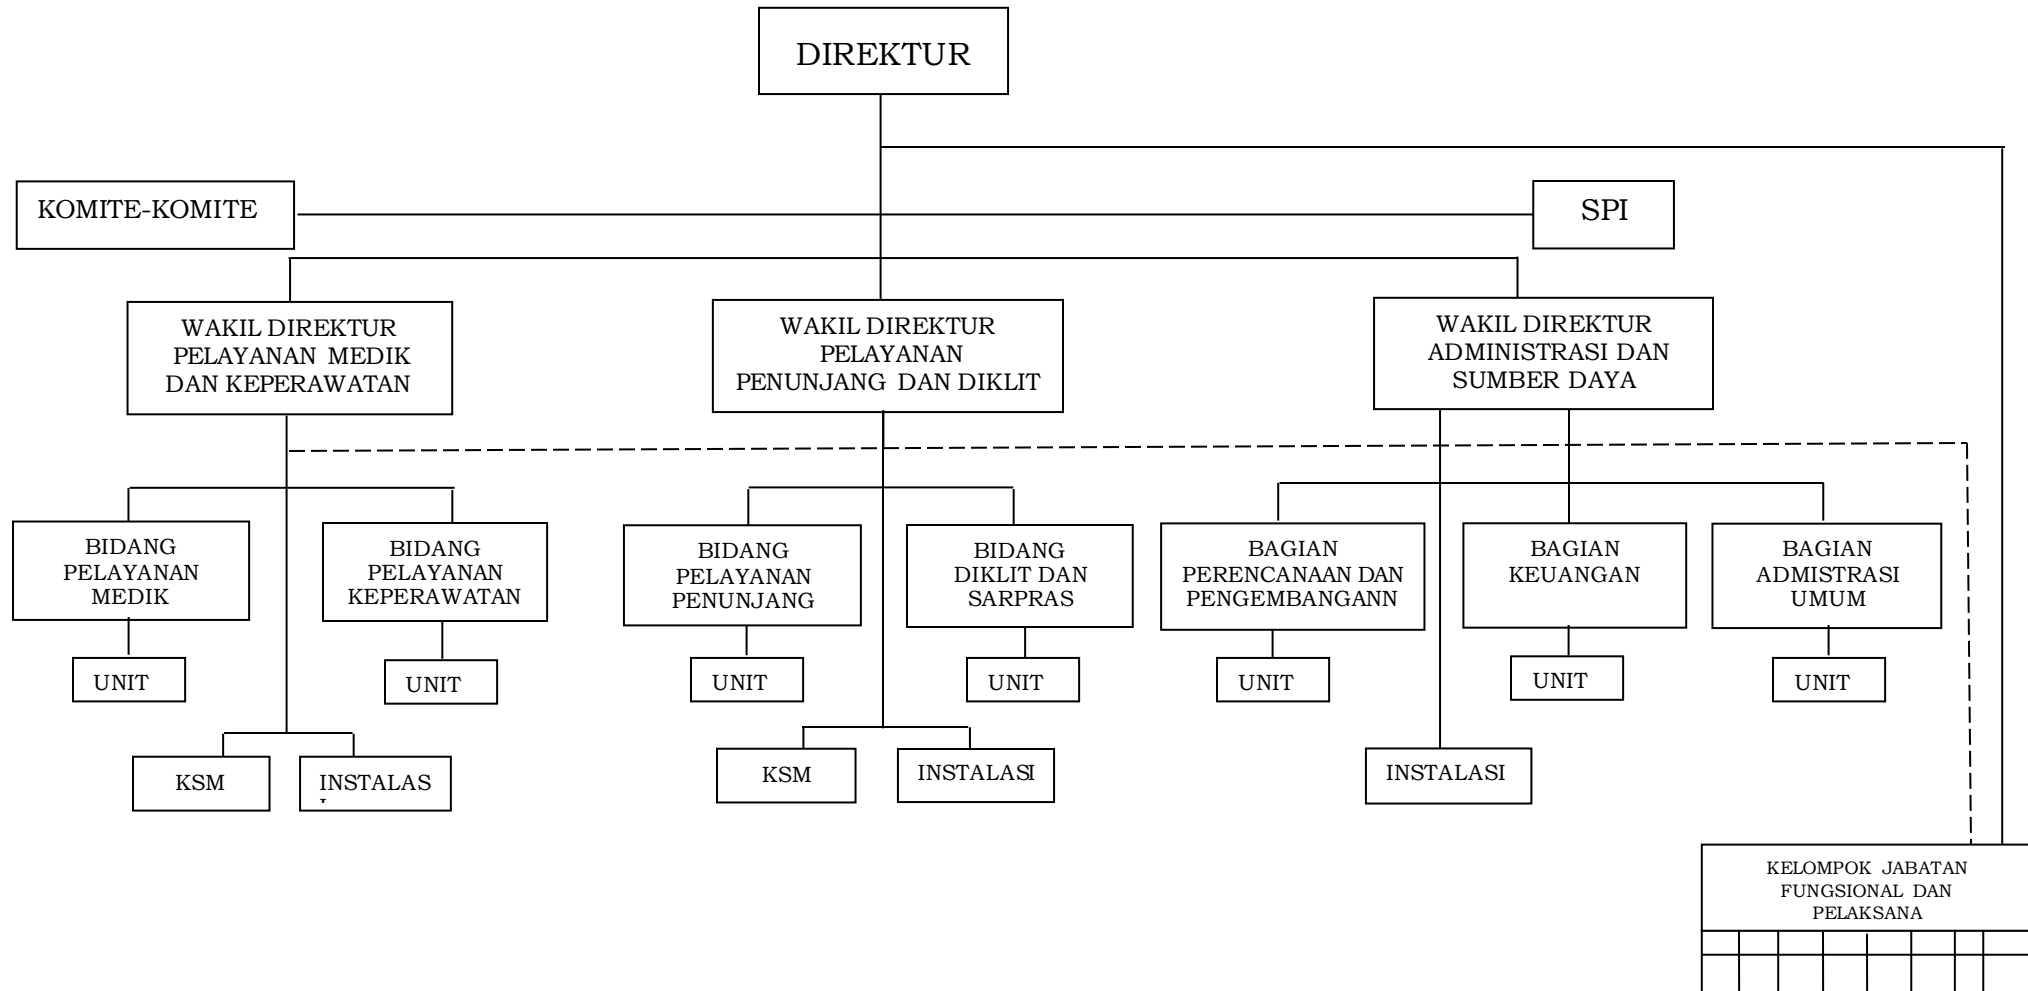 DIREKTUR
KOMITE-KOMITE
SPI
WAKIL DIREKTUR
PELAYANAN MEDIK
DAN KEPERAWATAN
WAKIL DIREKTUR
PELAYANAN
PENUNJANG DAN DIKLIT
WAKIL DIREKTUR
ADMINISTRASI DAN
SUMBER DAYA
BIDANG
PELAYANAN
MEDIK
BIDANG
PELAYANAN
KEPERAWATAN
BIDANG
PELAYANAN
PENUNJANG
BIDANG
DIKLIT DAN
SARPRAS
BAGIAN
PERENCANAAN DAN
PENGEMBANGANN
BAGIAN
KEUANGAN
BAGIAN
ADMISTRASI
UMUM
UNIT
UNIT
UNIT
UNIT
UNIT
UNIT
UNIT
KSM
INSTALAS
KSM
INSTALASI
INSTALASI
KELOMPOK JABATAN
FUNGSIONAL DAN
PELAKSANA